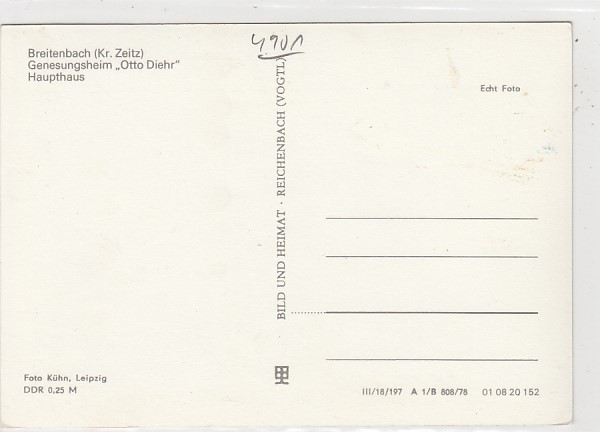 Breitenbach (Kr. Zeitz)
Genesungsheim „Otto Diehr"
Haupthaus
4901
BILD UND HEIMAT · REICHENBACH (VOGTL)
Echt Foto
Foto Kühn, Leipzig
DDR 0,25 M
III/18/197 A 1/B 808/78 01 08 20 152